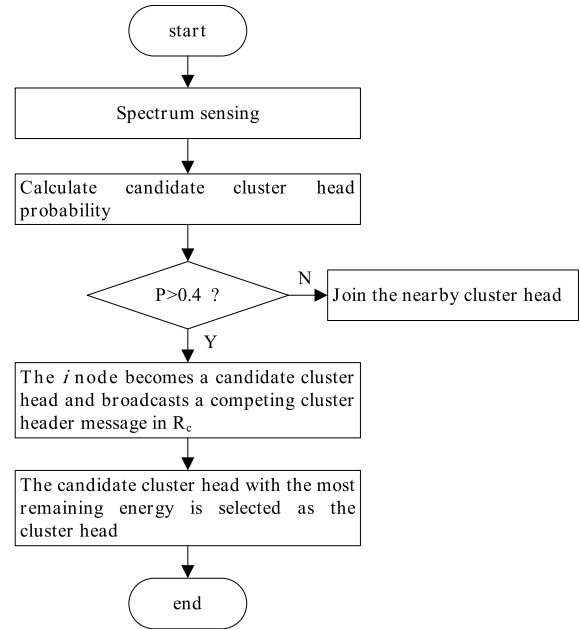 start
Spectrum sensing
Calculate candidate cluster head
probability
P>0.4 ?
N
Join the nearby cluster head
Y
The i node becomes a candidate cluster
head and broadcasts a competing cluster
header message in Rc
The candidate cluster head with the most
remaining energy is selected as the
cluster head
end